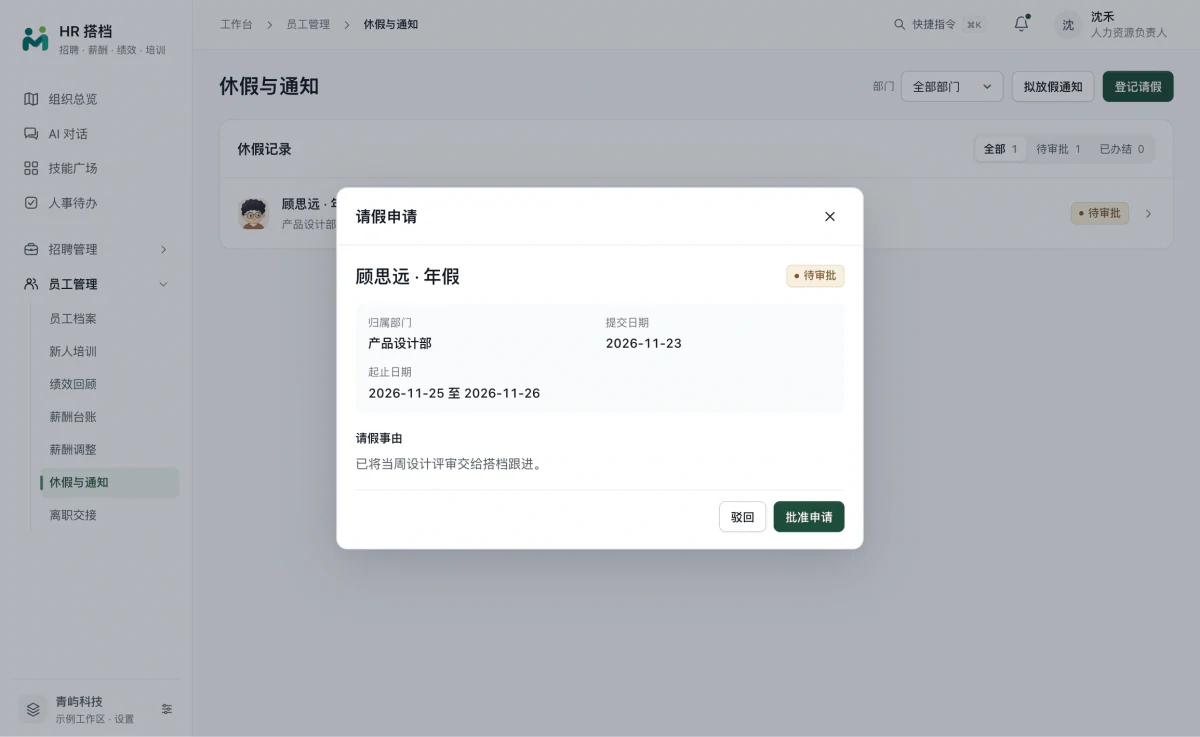 HR 搭档
招聘 · 薪酬 · 绩效 · 培训
组织总览
AI 对话
技能广场
人事待办
招聘管理
员工管理
员工档案
新人培训
绩效回顾
薪酬台账
薪酬调整
休假与通知
离职交接
青屿科技
示例工作区 · 设置
工作台 员工管理 休假与通知
快捷指令 ⌘K
沈
沈禾
人力资源负责人
休假与通知
部门 全部部门 拟放假通知 登记请假
休假记录
全部 1 待审批 1 已办结 0
顾思远 ·
产品设计部
待审批
请假申请
顾思远 · 年假
待审批
归属部门 提交日期
产品设计部 2026-11-23
起止日期
2026-11-25 至 2026-11-26
请假事由
已将当周设计评审交给搭档跟进。
驳回 批准申请